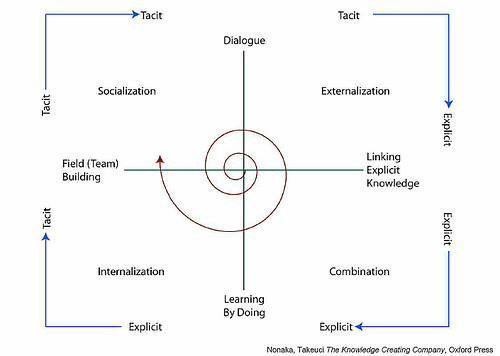 Tacit
Tacit
Dialogue
Tacit
Socialization
Externalization
Explicit
Field (Team)
Building
Linking
Explicit
Knowledge
Tacit
Explicit
Internalization
Combination
Learning
By Doing
Explicit
Explicit
Nonaka, Takeuci The Knowledge Creating Company, Oxford Press